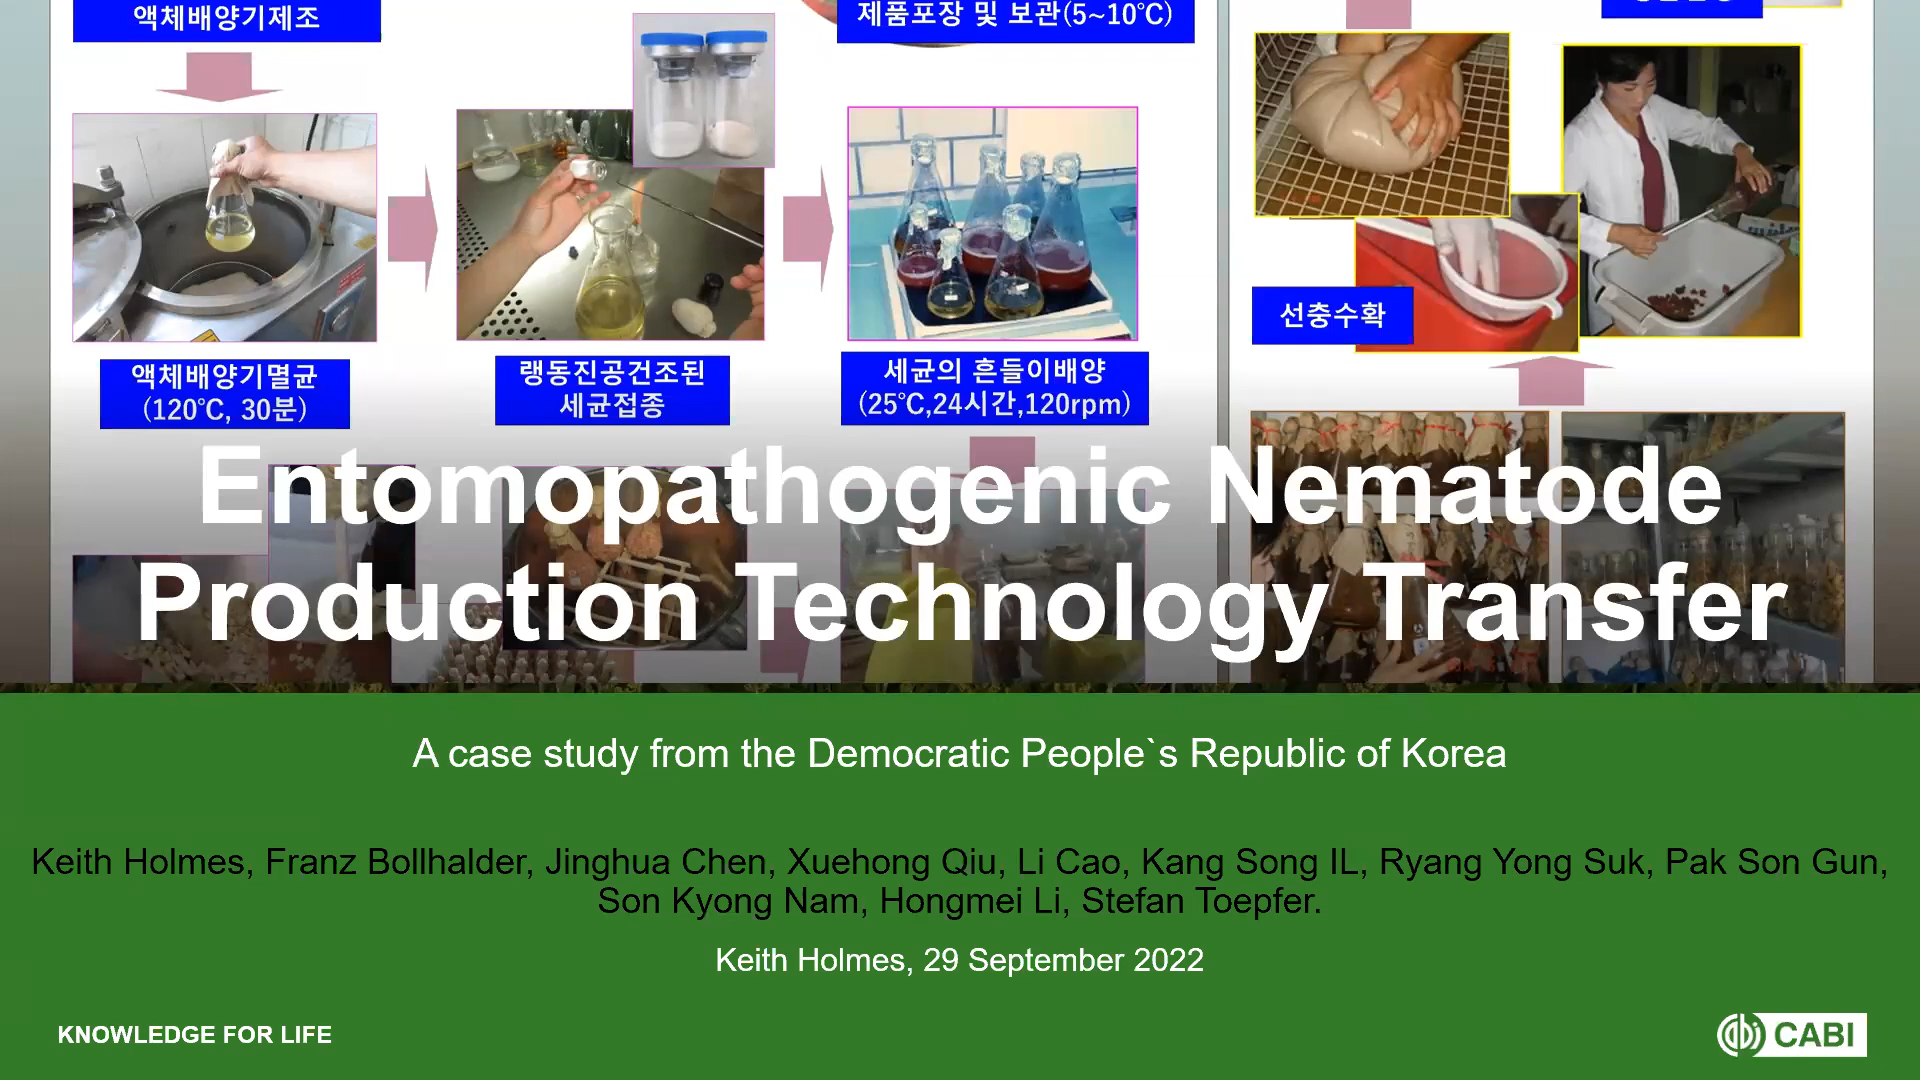 액체배양기제조
제품포장 및 보관(5~10℃)
선충수확
액체배양기멸균
(120℃, 30분)
랭동진공건조된
세균접종
세균의 흔들이배양
(25℃,24시간,120rpm)
Entomopathogenic Nematode
Production Technology Transfer
A case study from the Democratic People`s Republic of Korea
Keith Holmes, Franz Bollhalder, Jinghua Chen, Xuehong Qiu, Li Cao, Kang Song IL, Ryang Yong Suk, Pak Son Gun,
Son Kyong Nam, Hongmei Li, Stefan Toepfer.
Keith Holmes, 29 September 2022
KNOWLEDGE FOR LIFE
CABI